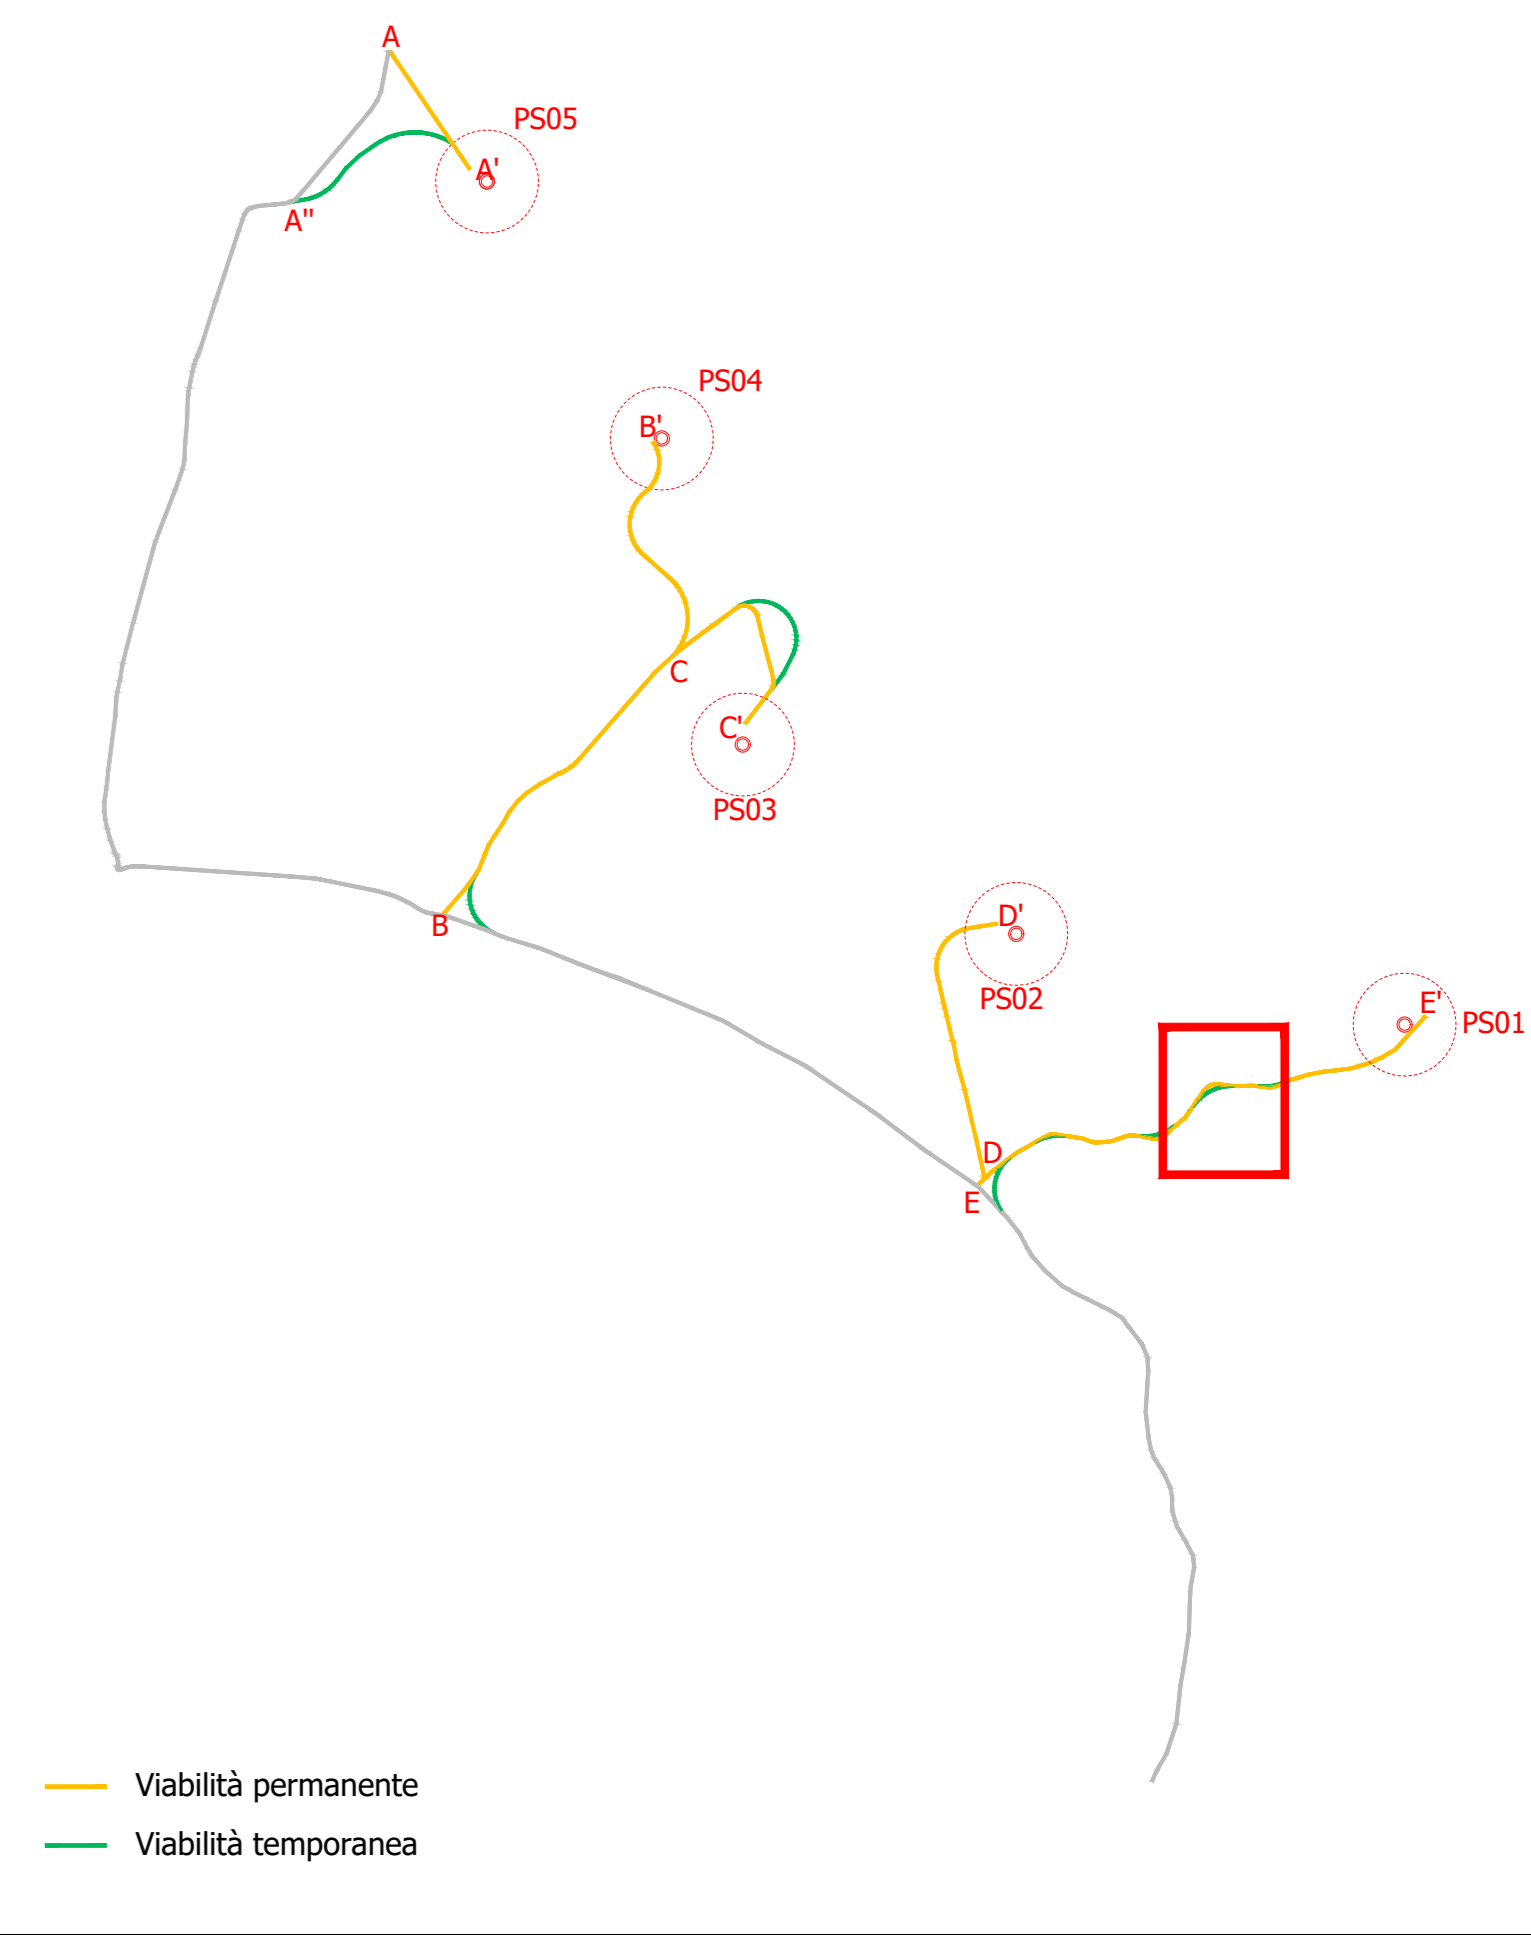 A
PS05
A'
A"
PS04
B'
C
C'
PS03
B
D'
PS02
E'
PS01
D
E
Viabilità permanente
Viabilità temporanea